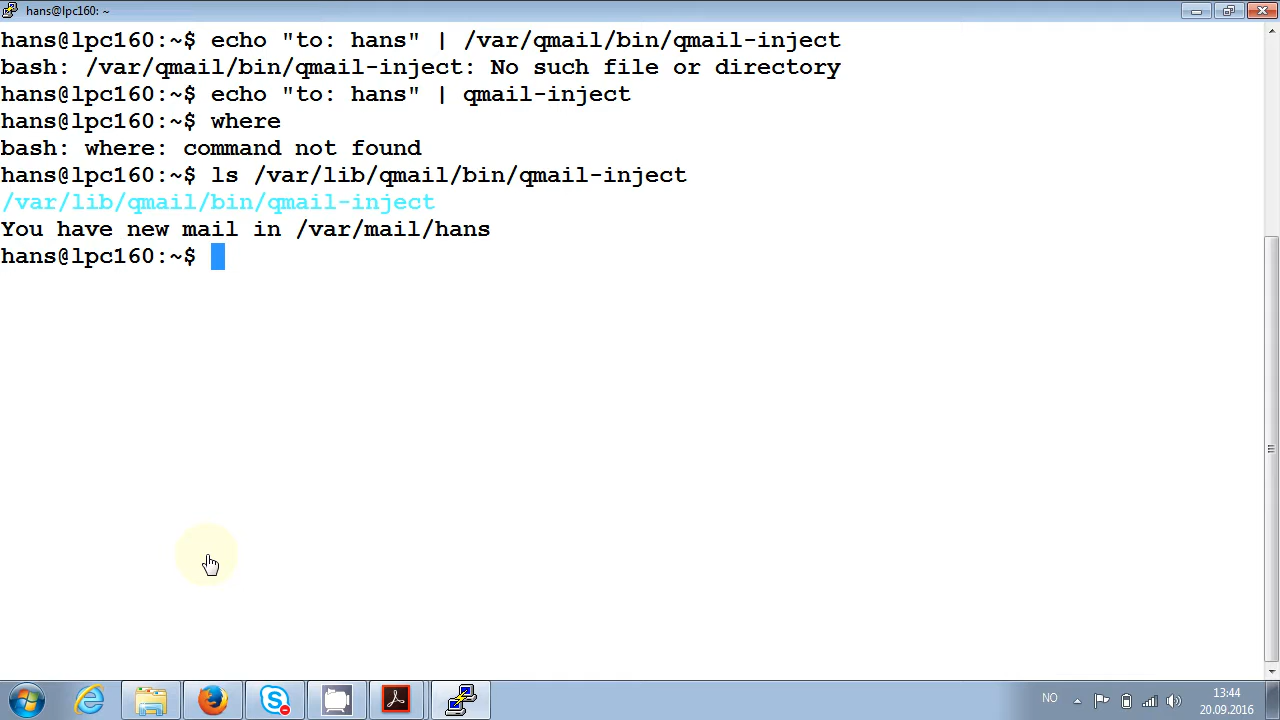 hans@lpc160: ~
hans@lpc160:~$ echo "to: hans" | /var/qmail/bin/qmail-inject
bash: /var/qmail/bin/qmail-inject: No such file or directory
hans@lpc160:~$ echo "to: hans" | qmail-inject
hans@lpc160:~$ where
bash: where: command not found
hans@lpc160:~$ ls /var/lib/qmail/bin/qmail-inject
/var/lib/qmail/bin/qmail-inject
You have new mail in /var/mail/hans
hans@lpc160:~$
NO
13:44
20.09.2016